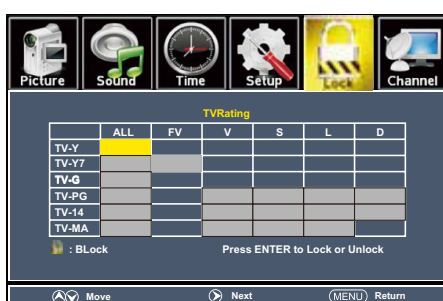 Picture Sound Time Setup Lock Channel
TVRating
ALL FV V S L D
TV-Y
TV-Y7
TV-G
TV-PG
TV-14
TV-MA
: BLock Press ENTER to Lock or Unlock
Move Next MENU Return